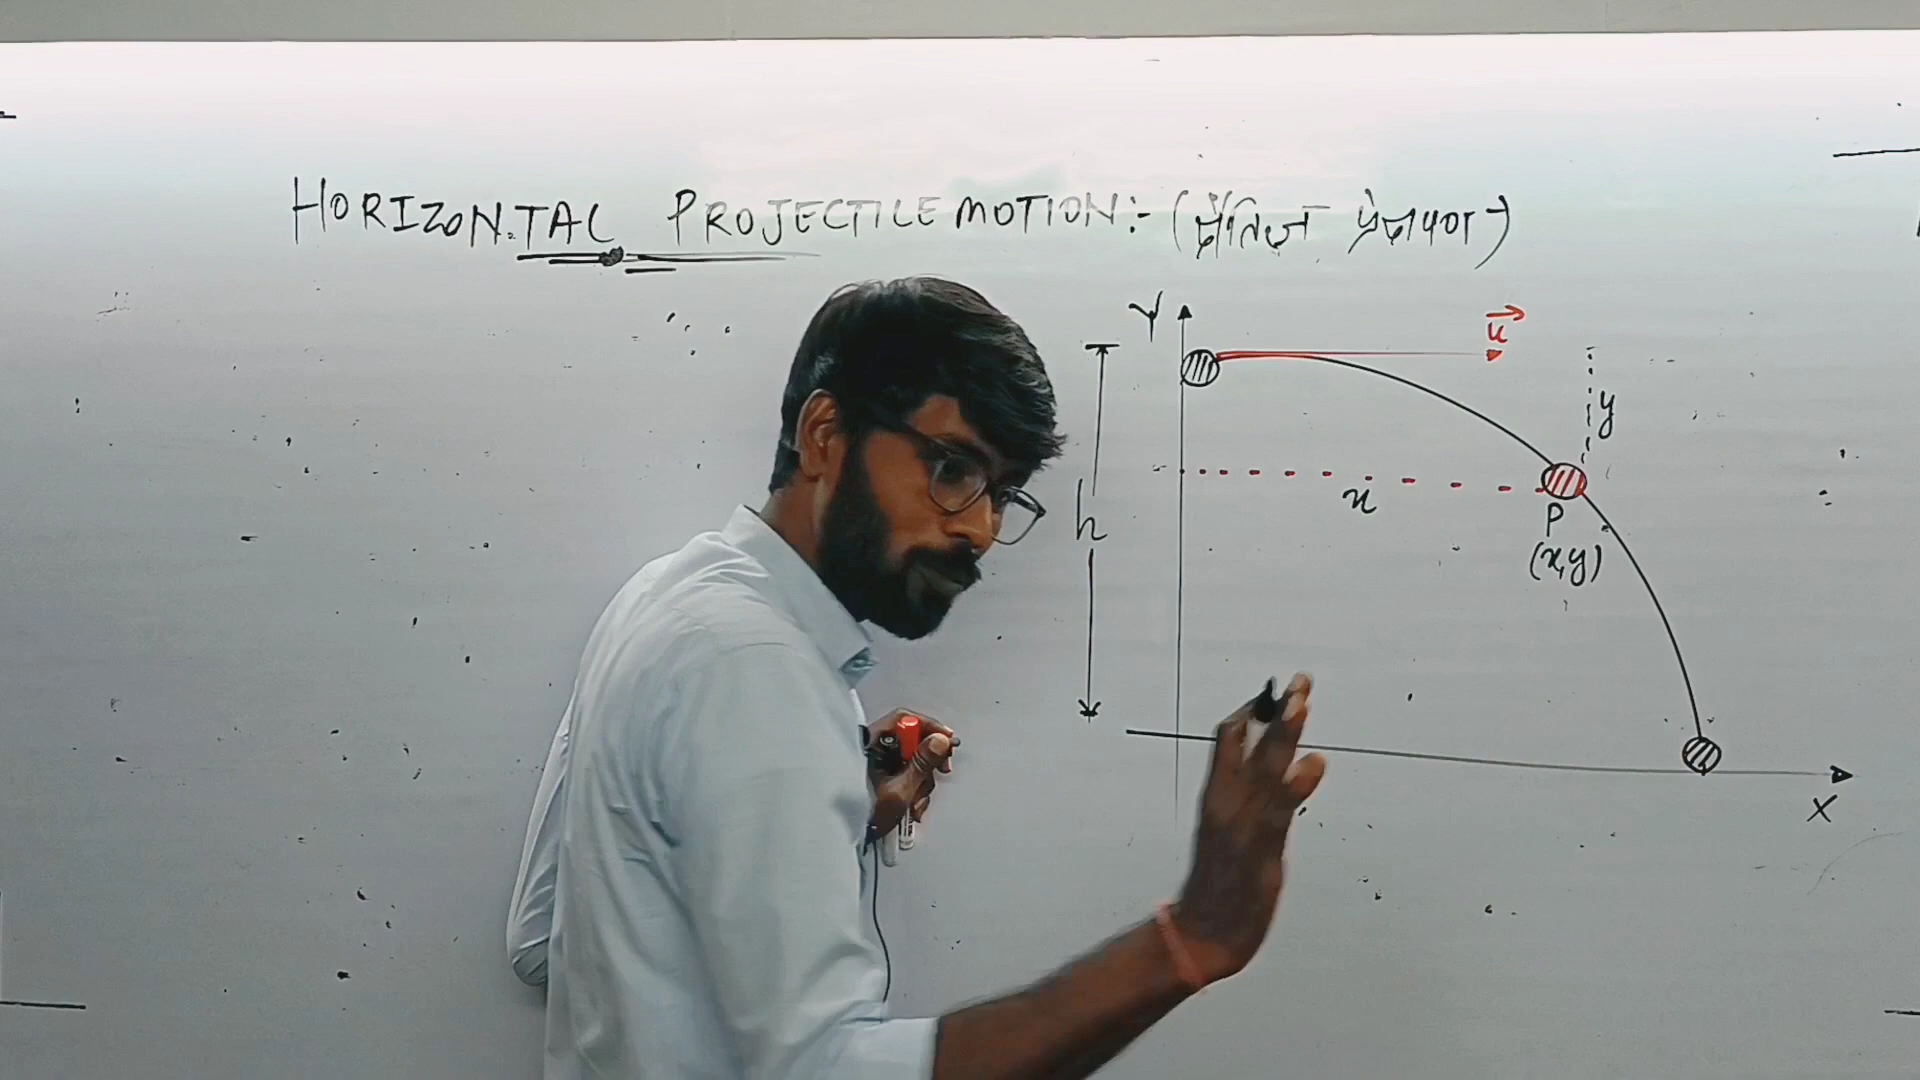 HORIZONTAL PROJECTILE MOTION:- (क्षैतिज प्रक्षेपण)
Y
u
y
h
x
P
(x,y)
X